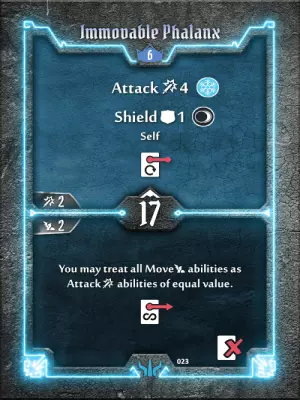 Immovable Phalanx
6
Attack 4
Shield 1
Self
2
17
2
You may treat all Move abilities as
Attack abilities of equal value.
023